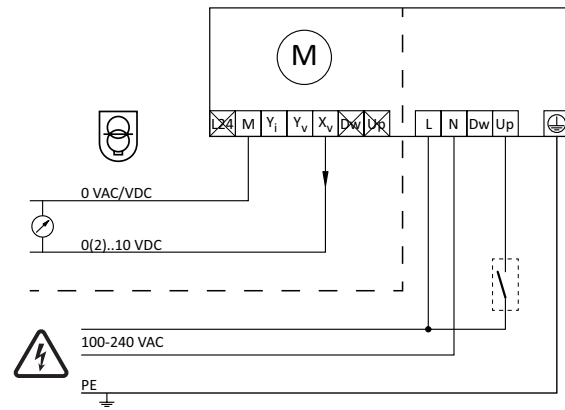 M
L24 M Yi Yv Xv Dw Up L N Dw Up
0 VAC/VDC
0(2)..10 VDC
100-240 VAC
PE